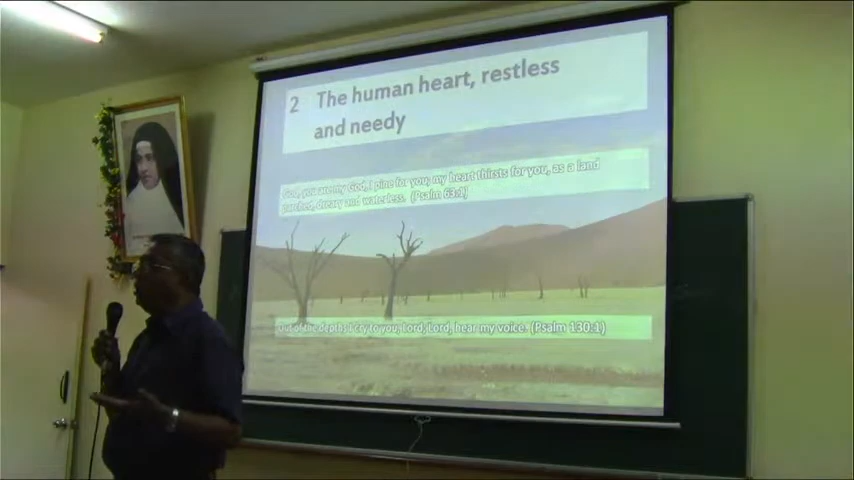 2 The human heart, restless
and needy
God, you are my God, I pine for you; my heart thirsts for you, as a land
parched, dreary and waterless. (Psalm 63:1)
Out of the depths I cry to you, Lord, Lord, hear my voice. (Psalm 130:1)